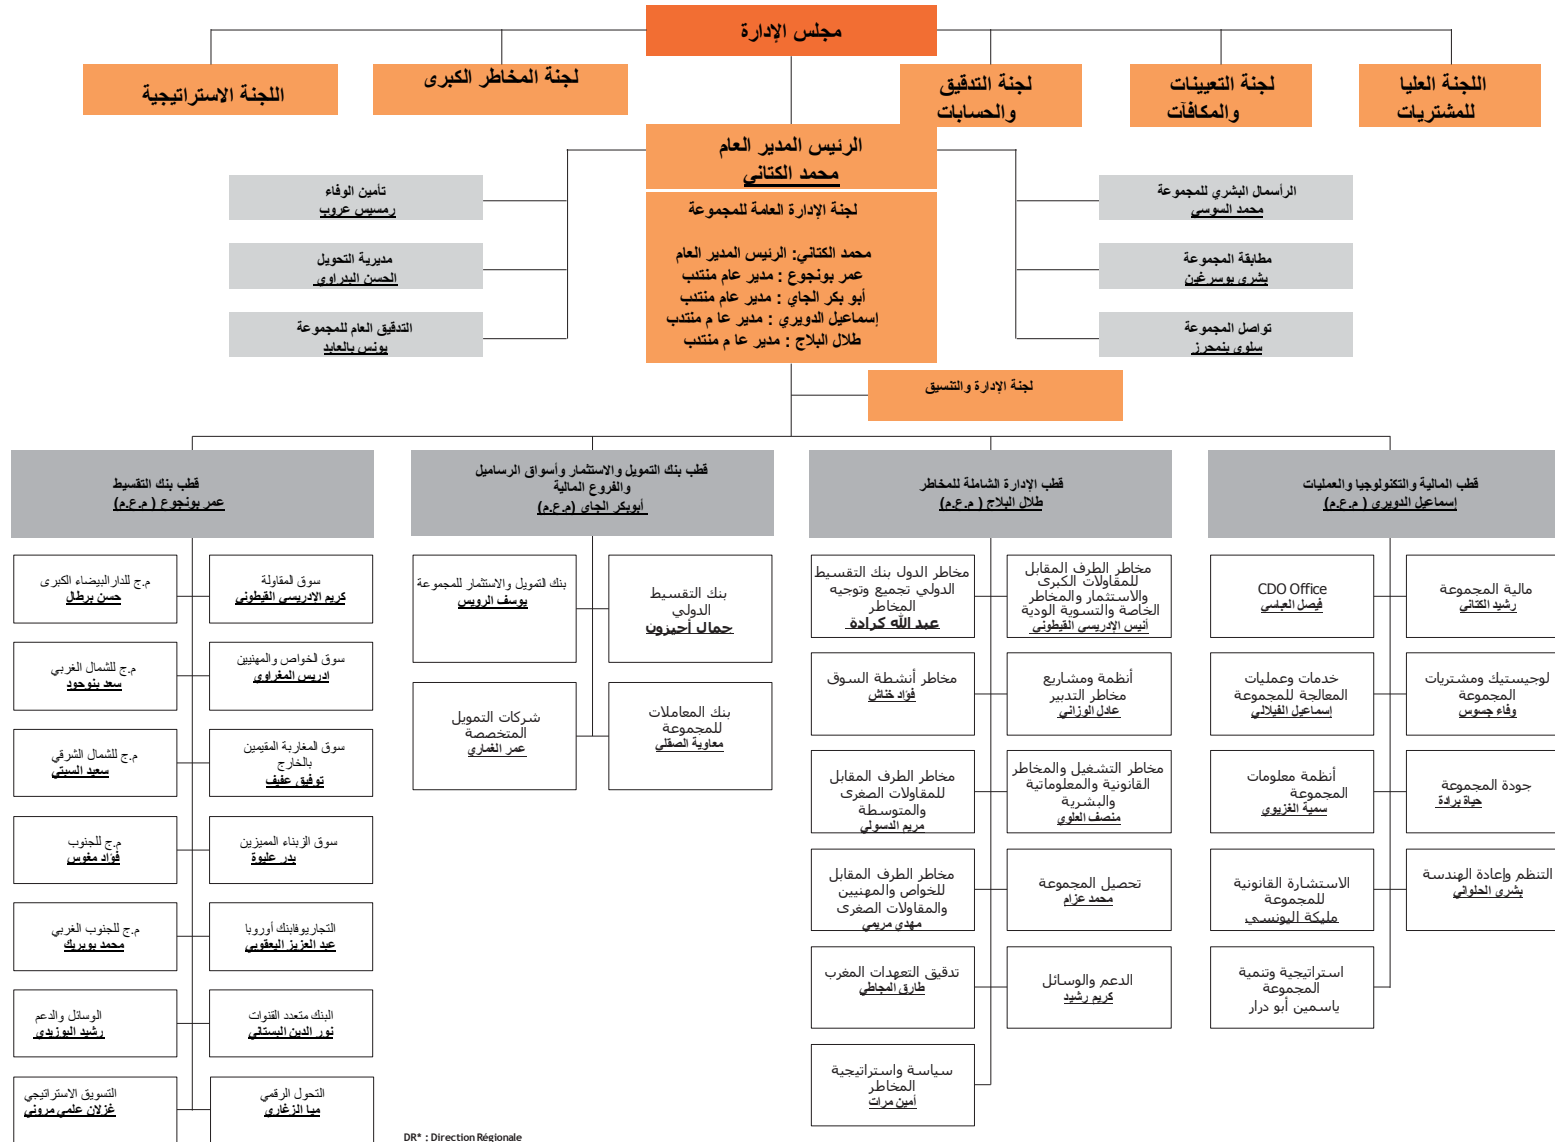 مجلس الإدارة
اللجنة العليا
للمشتريات
لجنة التعيينات
والمكافآت
لجنة التدقيق
والحسابات
لجنة المخاطر الكبرى
اللجنة الاستراتيجية
الرئيس المدير العام
محمد الكتاني
لجنة الإدارة العامة للمجموعة
محمد الكتاني: الرئيس المدير العام
عمر بونجوع : مدير عام منتدب
أبو بكر الجاي : مدير عام منتدب
إسماعيل الدويري : مدير عا م منتدب
طلال البلاج : مدير عا م منتدب
الرأسمال البشري للمجموعة
محمد السوسي
مطابقة المجموعة
بشرى بوسرغين
تواصل المجموعة
سلوى بنمحرز
تأمين الوفاء
رمسيس عروب
مديرية التحويل
الحسن البدراوي
التدقيق العام للمجموعة
يونس بالعابد
لجنة الإدارة والتنسيق
قطب المالية والتكنولوجيا والعمليات
إسماعيل الدويري ( م.ع.م)
مالية المجموعة
رشيد الكتاني
CDO Office
فيصل العباسي
لوجيستيك ومشتريات
المجموعة
وفاء جسوس
خدمات وعمليات
المعالجة للمجموعة
إسماعيل الفيلالي
جودة المجموعة
حياة برادة
أنظمة معلومات
المجموعة
سمية الغزيوي
التنظم وإعادة الهندسة
بشرى الحلواني
الاستشارة القانونية
للمجموعة
مليكة اليونسي
استراتيجية وتنمية
المجموعة
ياسمين أبو درار
قطب الإدارة الشاملة للمخاطر
طلال البلاج ( م.ع.م)
مخاطر الطرف المقابل
للمقاولات الكبرى
والاستثمار والمخاطر
الخاصة والتسوية الودية
أنيس الإدريسي القيطوني
مخاطر الدول بنك التقسيط
الدولي تجميع وتوجيه
المخاطر
عبد الله كرادة
أنظمة ومشاريع
مخاطر التدبير
عادل الوزاني
مخاطر أنشطة السوق
فؤاد خناش
مخاطر التشغيل والمخاطر
القانونية والمعلوماتية
والبشرية
منصف العلوي
مخاطر الطرف المقابل
للمقاولات الصغرى
والمتوسطة
مريم الدسولي
تحصيل المجموعة
محمد عزام
مخاطر الطرف المقابل
للخواص والمهنيين
والمقاولات الصغرى
مهدي مريمي
الدعم والوسائل
كريم رشيد
تدقيق التعهدات المغرب
طارق المجاطي
سياسة واستراتيجية
المخاطر
أمين مرات
قطب بنك التمويل والاستثمار وأسواق الرساميل
والفروع المالية
أبوبكر الجاي (م.ع.م)
بنك التقسيط
الدولي
جمال أحيزون
بنك التمويل والاستثمار للمجموعة
يوسف الرويس
بنك المعاملات
للمجموعة
معاوية الصقلي
شركات التمويل
المتخصصة
عمر الغماري
قطب بنك التقسيط
عمر بونجوع ( م.ع.م)
سوق المقاولة
كريم الإدريسي القيطوني
م.ج للدارالبيضاء الكبرى
حسن برطال
سوق الخواص والمهنيين
ادريس المغراوي
م.ج للشمال الغربي
سعد بنوحود
سوق المغاربة المقيمين
بالخارج
توفيق عفيف
م.ج للشمال الشرقي
سعيد السبتي
سوق الزبناء المميزين
بدر عليوة
م.ج للجنوب
فؤاد مغوس
التجاريوفابنك أوروبا
عبد العزيز اليعقوبي
م.ج للجنوب الغربي
محمد بوبريك
البنك متعدد القنوات
نور الدين البستاني
الوسائل والدعم
رشيد البوزيدي
التحول الرقمي
ميا الزغاري
التسويق الاستراتيجي
غزلان علمي مروني
DR* : Direction Régionale